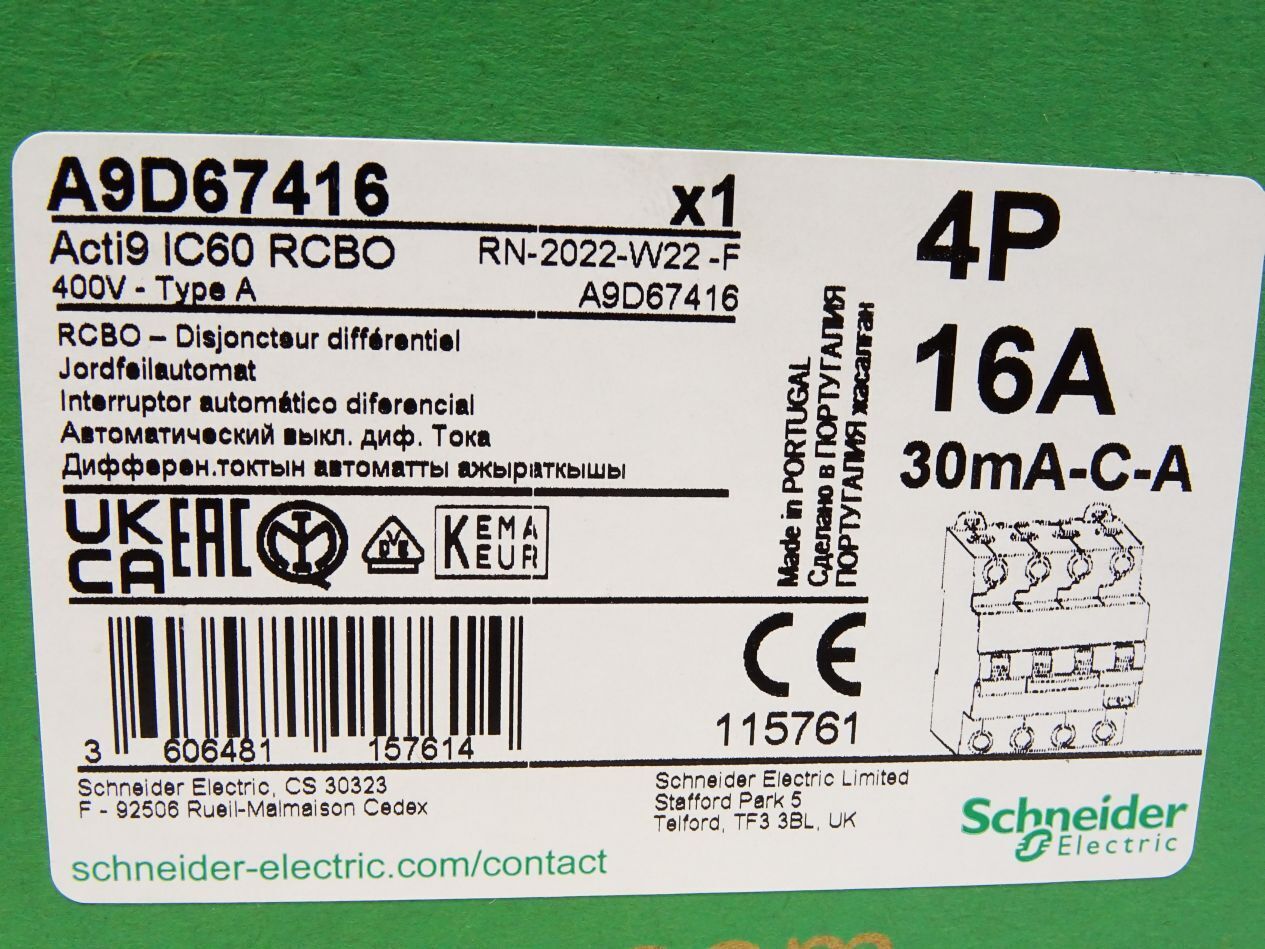 A9D67416 x1
Acti9 IC60 RCBO RN-2022-W22 -F
400V - Type A A9D67416
RCBO – Disjoncteur différentiel
Jordfeilautomat
Interruptor automático diferencial
Автоматический выкл. диф. Тока
Дифферен.токтын автоматты ажыраткышы
Made in PORTUGAL
Сделано в ПОРТУГАЛИЯ
ПОРТУГАЛИЯ жасалған
4P
16A
30mA-C-A
UK
CA
EAC
DVE
KEMA
KEUR
CE
115761
3 606481 157614
Schneider Electric, CS 30323
F - 92506 Rueil-Malmaison Cedex
Schneider Electric Limited
Stafford Park 5
Telford, TF3 3BL, UK
Schneider
Electric
schneider-electric.com/contact